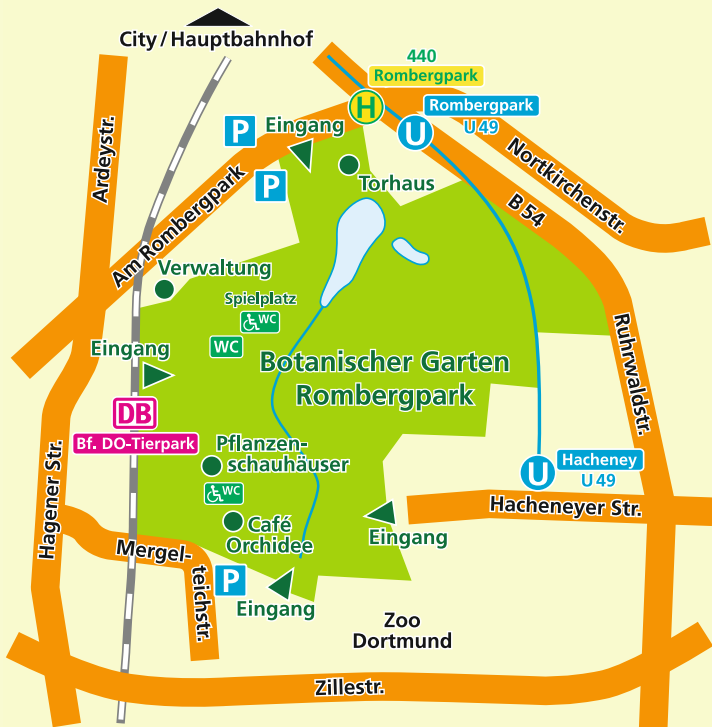 City / Hauptbahnhof
440
Rombergpark
H
Rombergpark
U
U 49
P
Eingang
P
Torhaus
Ardeystr.
Am Rombergpark
Nortkirchenstr.
B 54
Verwaltung
Spielplatz
WC
WC
Eingang
Botanischer Garten
Rombergpark
Ruhrwaldstr.
DB
Bf. DO-Tierpark
Pflanzen-
schauhäuser
WC
Hacheney
U
U 49
Hagener Str.
Hacheneyer Str.
Café
Orchidee
Eingang
Mergel-
teichstr.
P
Eingang
Zoo
Dortmund
Zillestr.